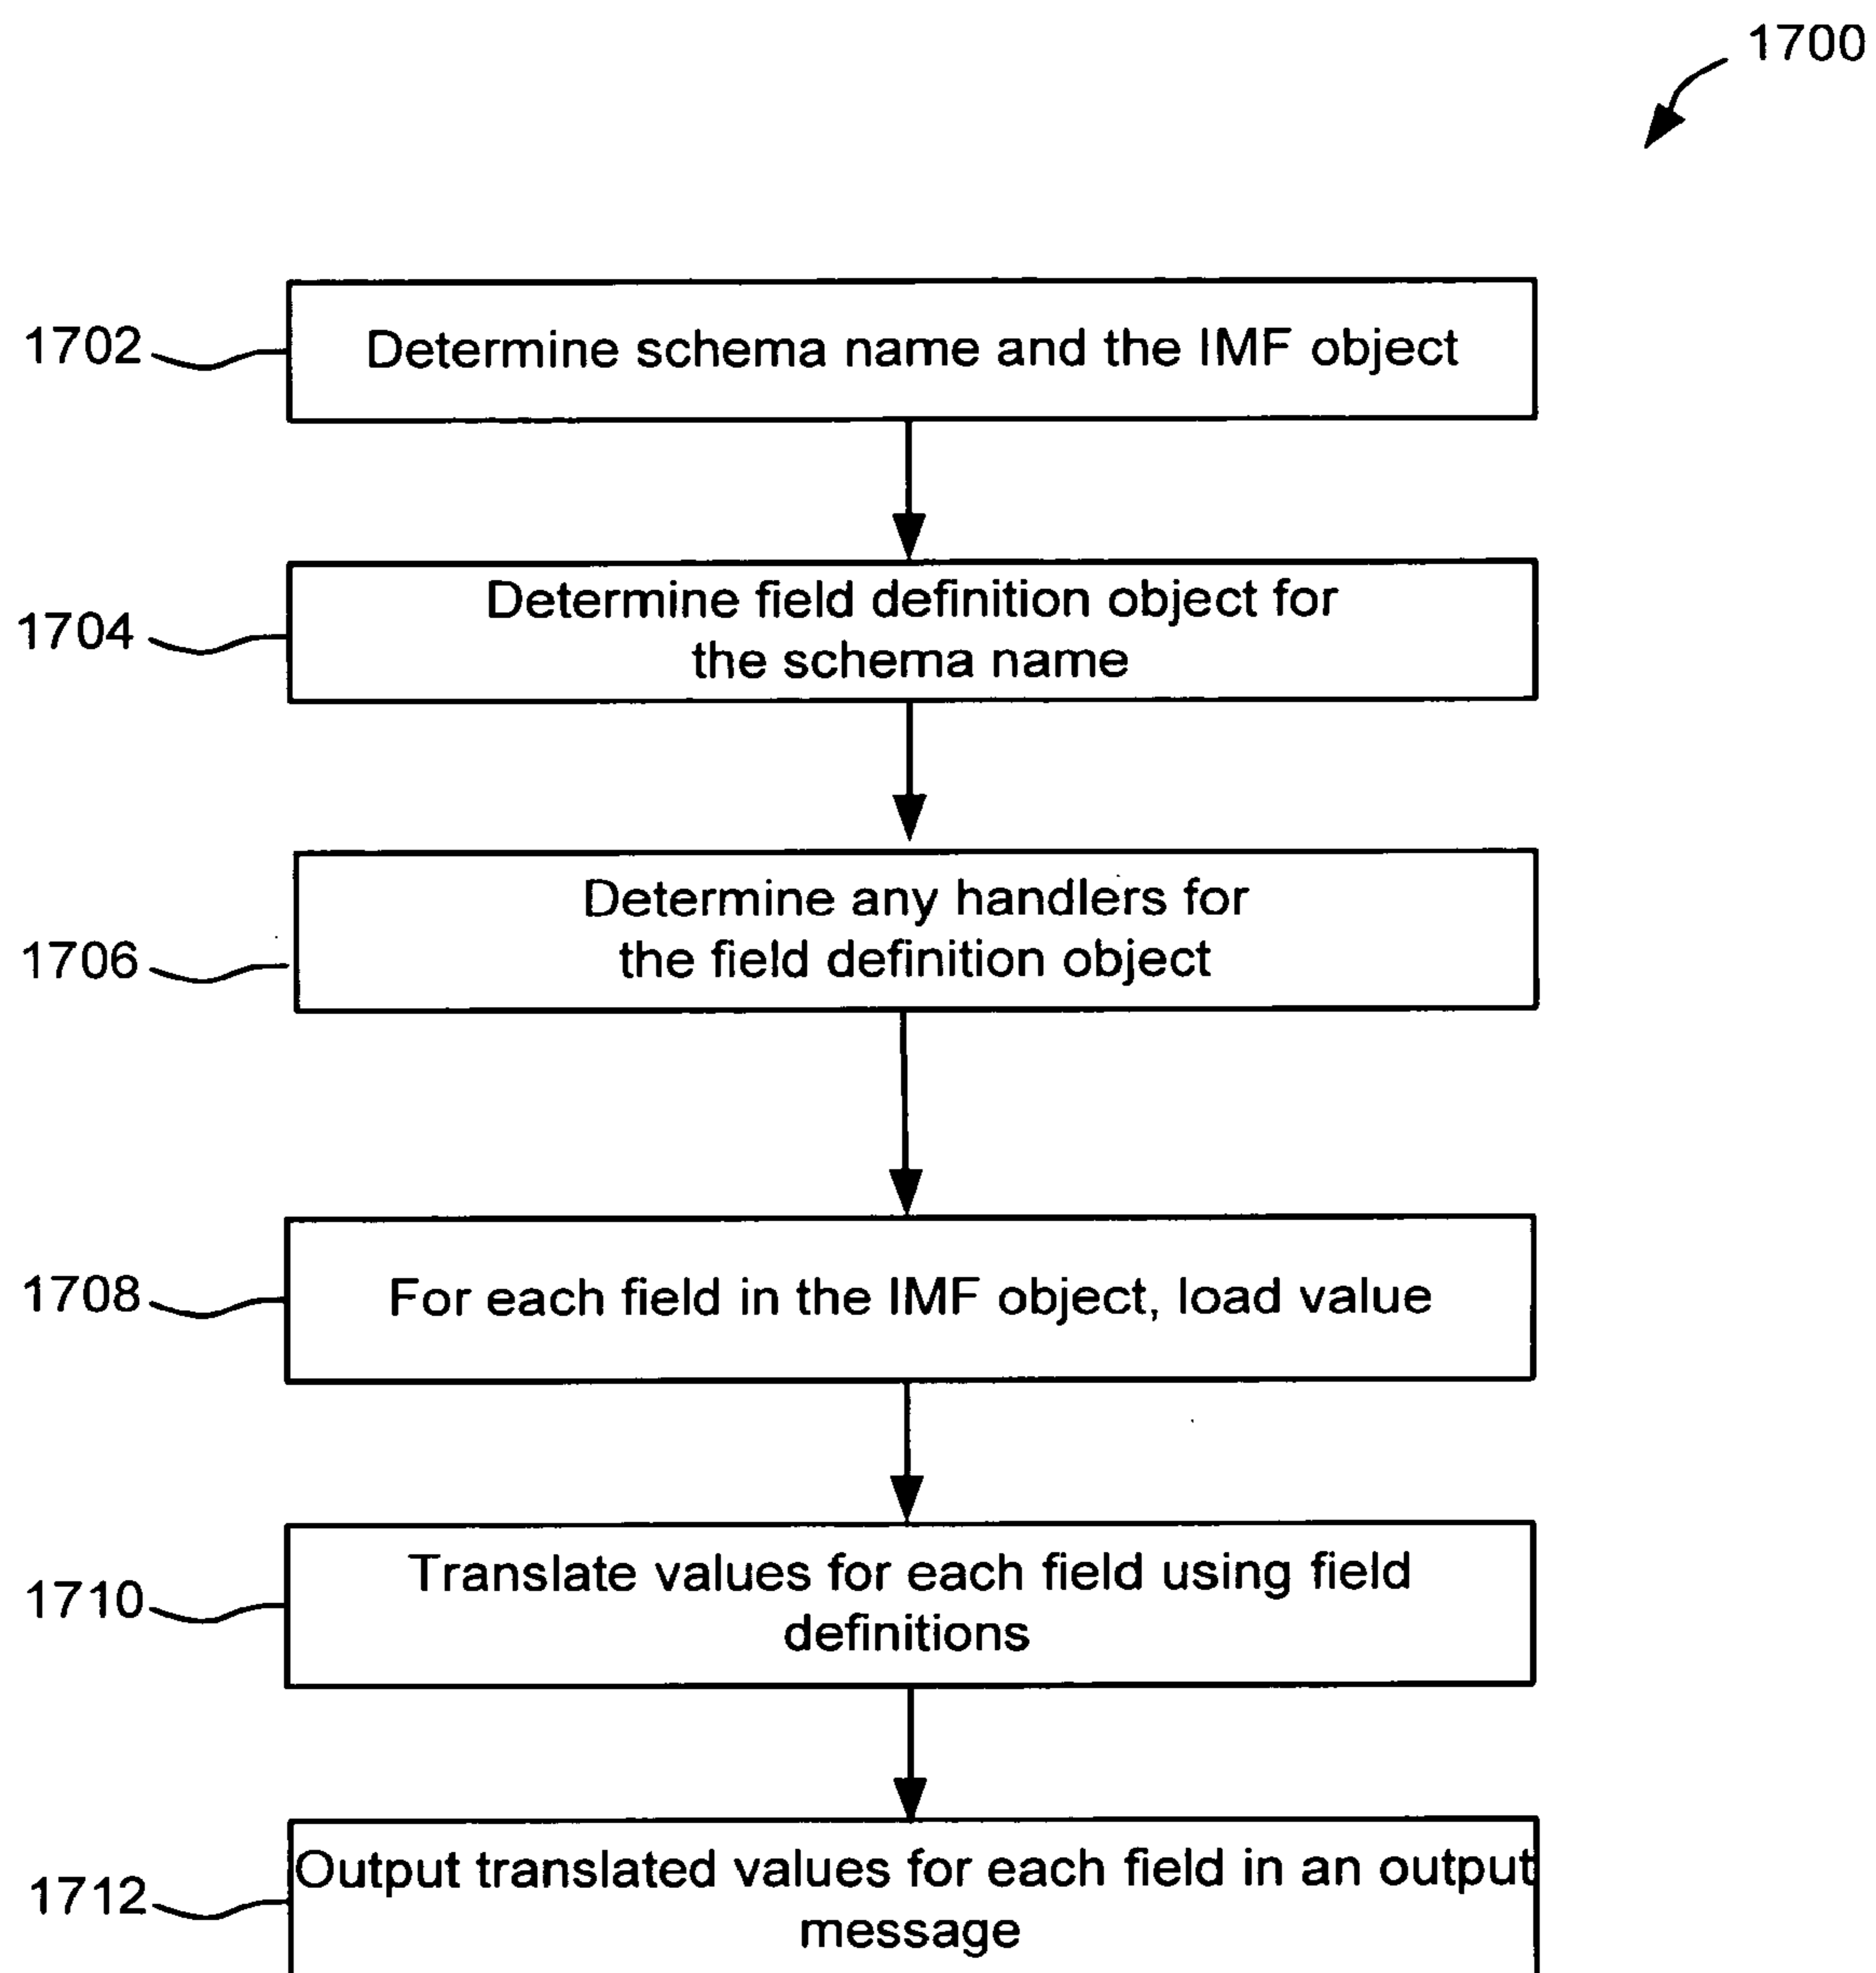 1700
1702
Determine schema name and the IMF object
1704
Determine field definition object for
the schema name
1706
Determine any handlers for
the field definition object
1708
For each field in the IMF object, load value
1710
Translate values for each field using field
definitions
1712
Output translated values for each field in an output
message